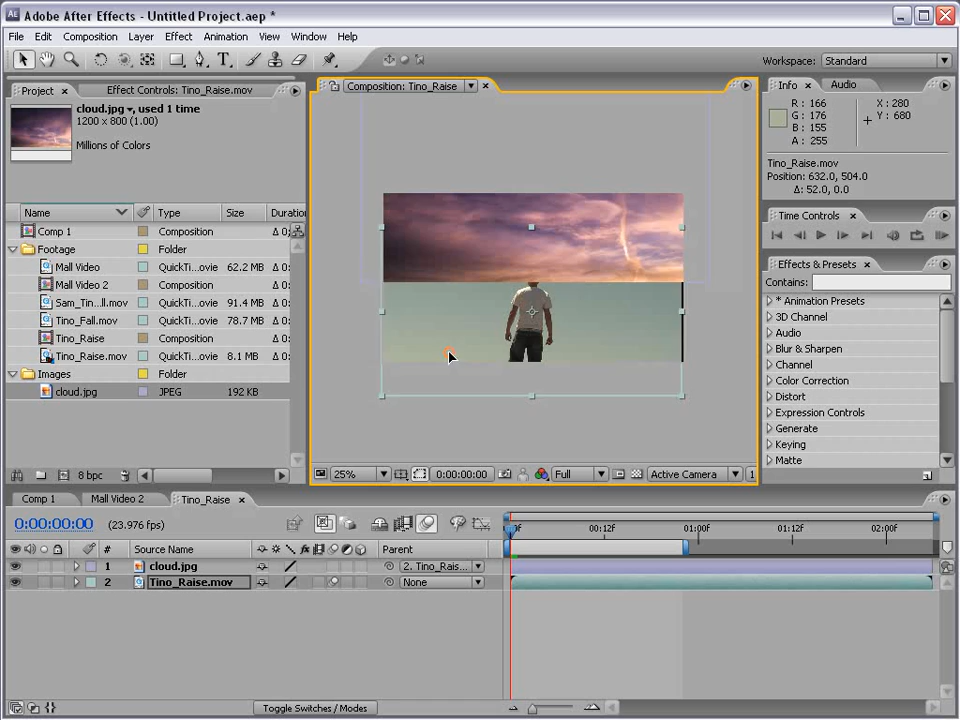 Adobe After Effects - Untitled Project.aep *
File Edit Composition Layer Effect Animation View Window Help
Workspace: Standard
Project × Effect Controls: Tino_Raise.mov
cloud.jpg, used 1 time
1200 x 800 (1.00)
Millions of Colors
Name Type Size Duration
Comp 1 Composition Δ 0:
Footage Folder
Mall Video QuickTi...ovie 62.2 MB Δ 0:
Mall Video 2 Composition Δ 0:
Sam_Tin...ll.mov QuickTi...ovie 91.4 MB Δ 0:
Tino_Fall.mov QuickTi...ovie 78.7 MB Δ 0:
Tino_Raise Composition Δ 0:
Tino_Raise.mov QuickTi...ovie 8.1 MB Δ 0:
Images Folder
cloud.jpg JPEG 192 KB
8 bpc
Composition: Tino_Raise ×
25% 0:00:00:00 Full Active Camera 1
Info × Audio
R : 166
G : 176
B : 155
A : 255
X : 280
Y : 680
Tino_Raise.mov
Position: 632.0, 504.0
Δ: 52.0, 0.0
Time Controls ×
Effects & Presets ×
Contains:
* Animation Presets
3D Channel
Audio
Blur & Sharpen
Channel
Color Correction
Distort
Expression Controls
Generate
Keying
Matte
Comp 1 Mall Video 2 Tino_Raise ×
0:00:00:00 (23.976 fps)
00:12f 01:00f 01:12f 02:00f
# Source Name Parent
1 cloud.jpg 2. Tino_Rais...
2 Tino_Raise.mov None
Toggle Switches / Modes